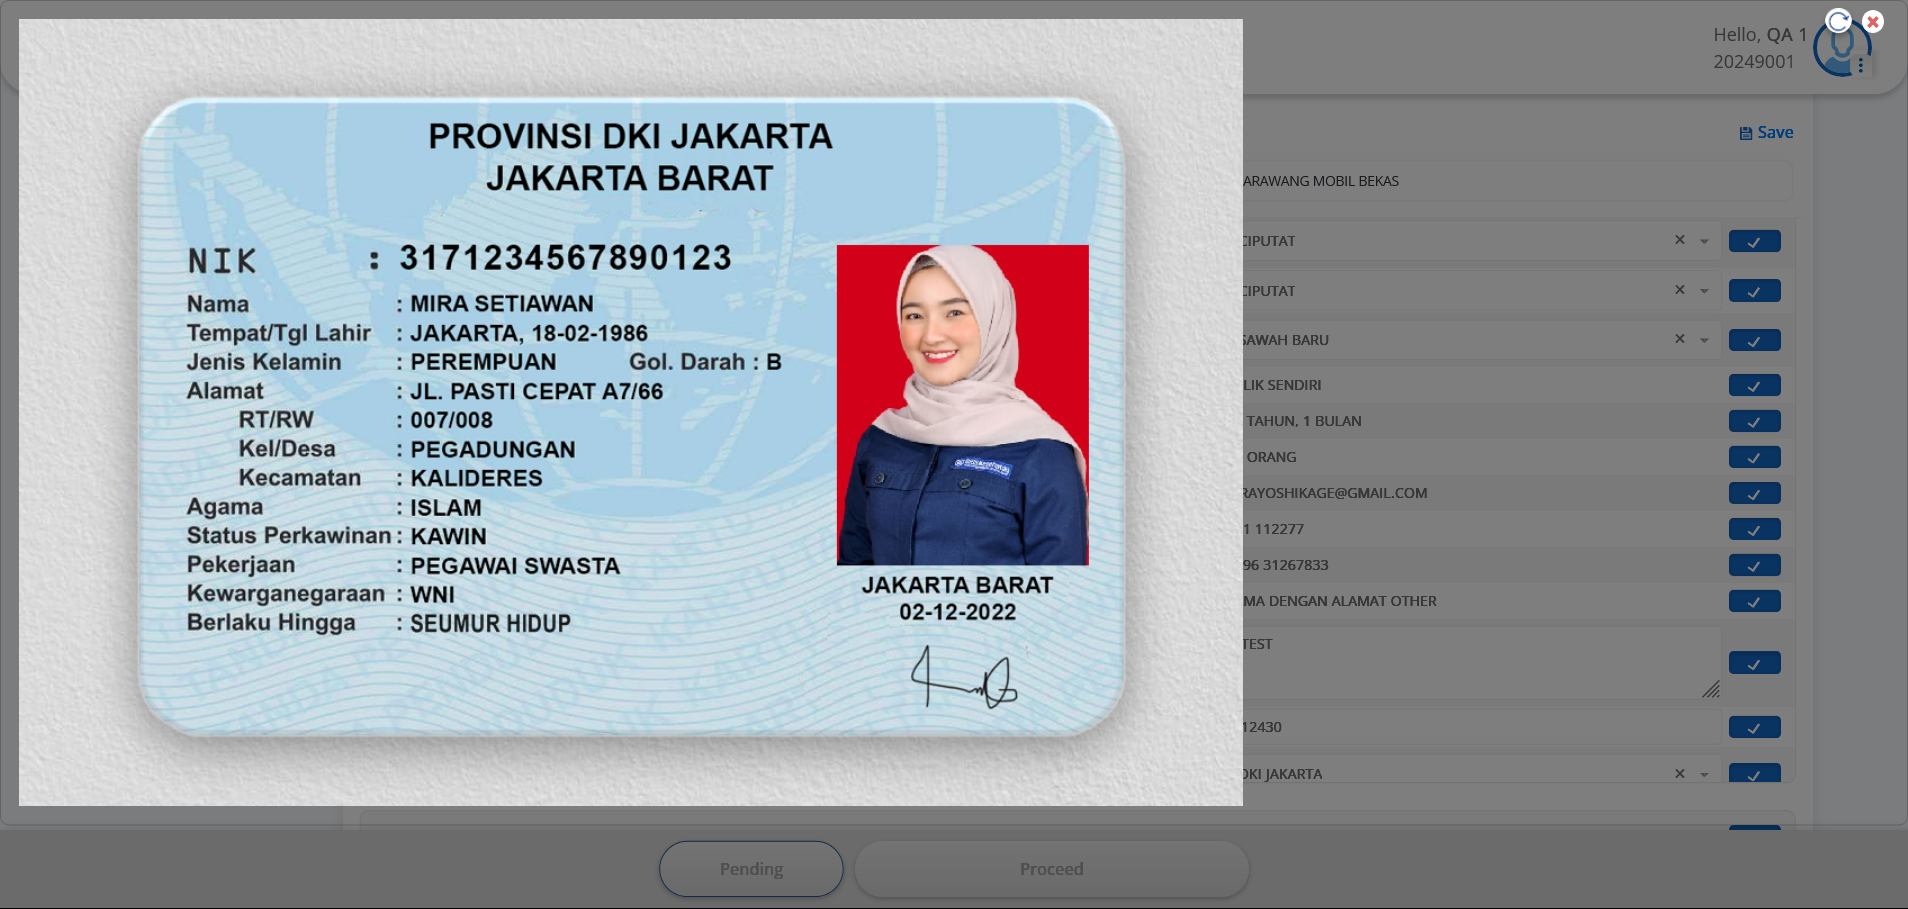 Hello, QA 1
20249001
Save
PROVINSI DKI JAKARTA
JAKARTA BARAT
NIK : 3171234567890123
Nama : MIRA SETIAWAN
Tempat/Tgl Lahir : JAKARTA, 18-02-1986
Jenis Kelamin : PEREMPUAN Gol. Darah : B
Alamat : JL. PASTI CEPAT A7/66
RT/RW : 007/008
Kel/Desa : PEGADUNGAN
Kecamatan : KALIDERES
Agama : ISLAM
Status Perkawinan : KAWIN
Pekerjaan : PEGAWAI SWASTA
Kewarganegaraan : WNI
Berlaku Hingga : SEUMUR HIDUP
JAKARTA BARAT
02-12-2022
ARAWANG MOBIL BEKAS
CIPUTAT
CIPUTAT
SAWAH BARU
LIK SENDIRI
TAHUN, 1 BULAN
ORANG
RAYOSHIKAGE@GMAIL.COM
1 112277
96 31267833
MA DENGAN ALAMAT OTHER
TEST
12430
DKI JAKARTA
Pending
Proceed